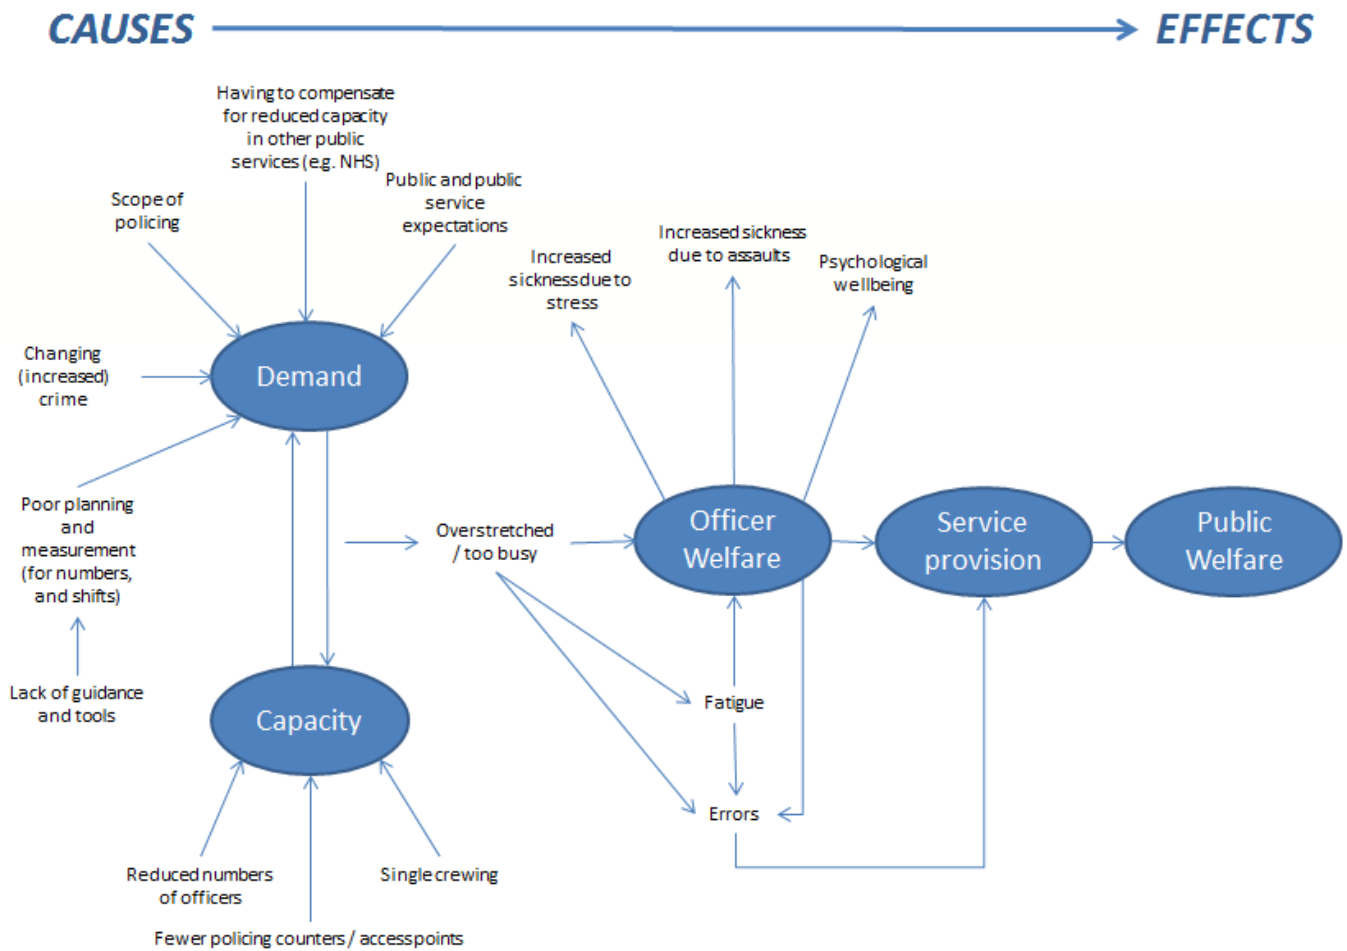 CAUSES
EFFECTS
Having to compensate
for reduced capacity
in other public
services (e.g. NHS)
Scope of
policing
Public and public
service
expectations
Increased
sickness due to
stress
Increased sickness
due to assaults
Psychological
wellbeing
Changing
(increased)
crime
Demand
Poor planning
and
measurement
(for numbers,
and shifts)
Overstretched
/ too busy
Officer
Welfare
Service
provision
Public
Welfare
Lack of guidance
and tools
Capacity
Fatigue
Errors
Reduced numbers
of officers
Single crewing
Fewer policing counters / access points